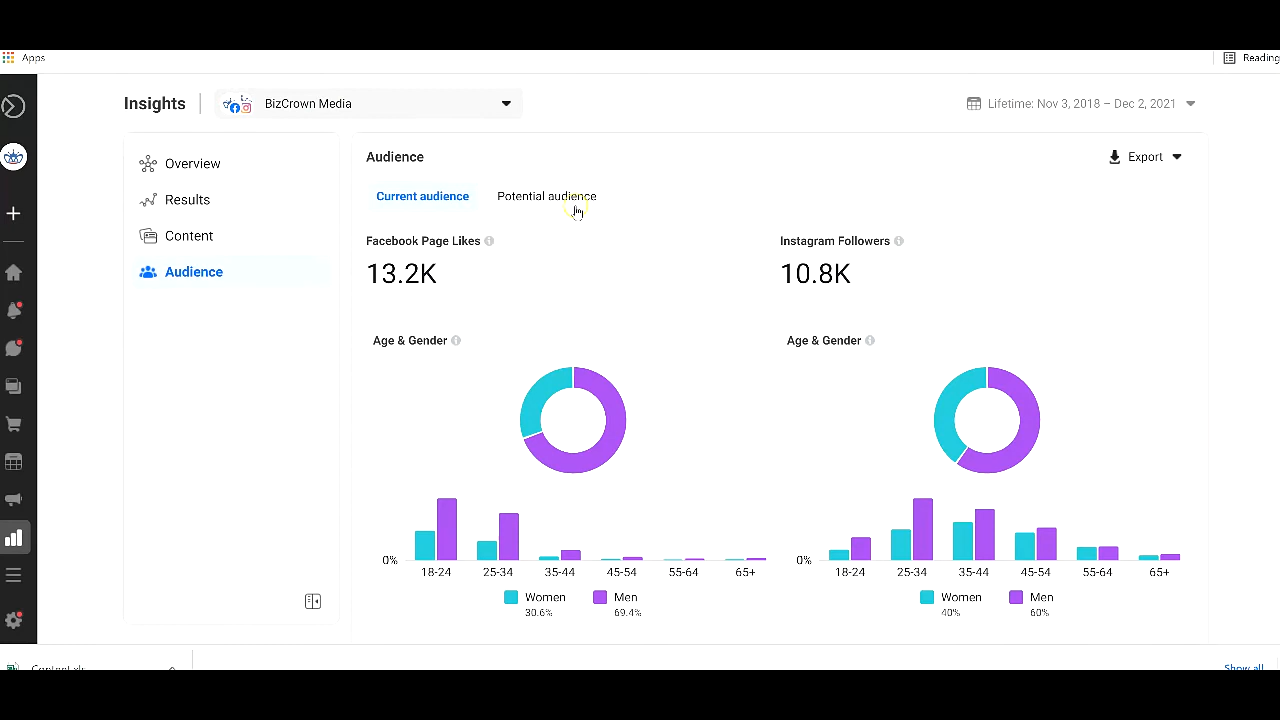 Apps
Reading
Insights
BizCrown Media
Lifetime: Nov 3, 2018 – Dec 2, 2021
Overview
Results
Content
Audience
Audience
Export
Current audience
Potential audience
Facebook Page Likes
13.2K
Instagram Followers
10.8K
Age & Gender
0%
18-24 25-34 35-44 45-54 55-64 65+
Women
30.6%
Men
69.4%
Age & Gender
0%
18-24 25-34 35-44 45-54 55-64 65+
Women
40%
Men
60%
Content.xls
Show all